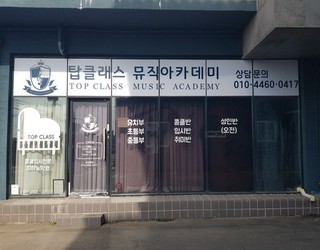 탑클래스 뮤직아카데미
TOP CLASS MUSIC ACADEMY
상담문의
010-4460-0417
TOP CLASS
유치부
초등부
중등부
콩쿨반
입시반
취미반
성인반
(오전)